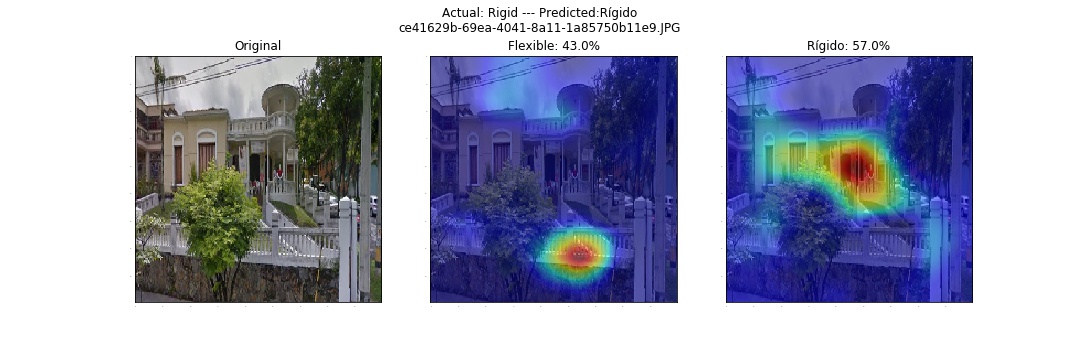 Actual: Rigid --- Predicted:Rígido
ce41629b-69ea-4041-8a11-1a85750b11e9.JPG
Original
Flexible: 43.0%
Rígido: 57.0%